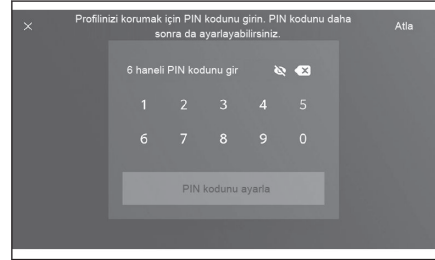 Profilinizi korumak için PIN kodunu girin. PIN kodunu daha
sonra da ayarlayabilirsiniz.
Atla
6 haneli PIN kodunu gir
1 2 3 4 5
6 7 8 9 0
PIN kodunu ayarla